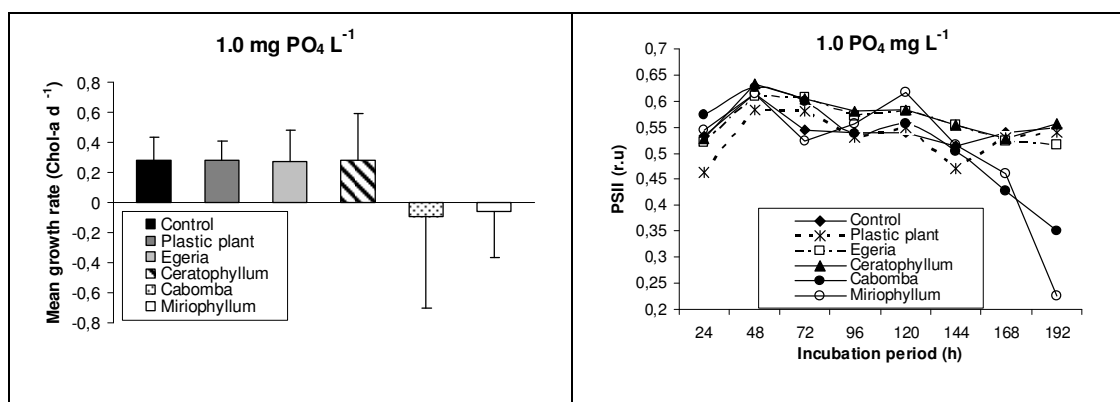 1.0 mg PO₄ L⁻¹
Mean growth rate (Chol-a d⁻¹)
0,8
0,6
0,4
0,2
0
-0,2
-0,4
-0,6
-0,8
Control
Plastic plant
Egeria
Ceratophyllum
Cabomba
Miriophyllum
1.0 PO₄ mg L⁻¹
PSII (r.u)
0,7
0,65
0,6
0,55
0,5
0,45
0,4
0,35
0,3
0,25
0,2
Control
Plastic plant
Egeria
Ceratophyllum
Cabomba
Miriophyllum
24 48 72 96 120 144 168 192
Incubation period (h)